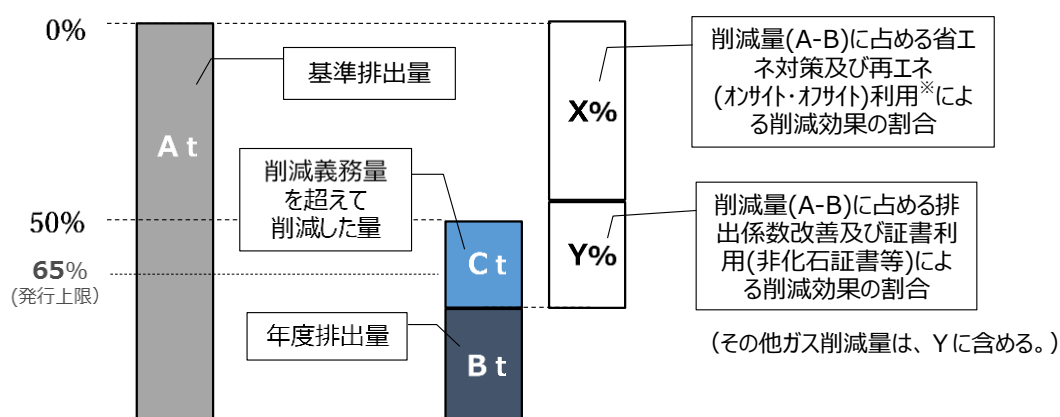 0%
基準排出量
A t
50%
65%
(発行上限)
削減義務量
を超えて
削減した量
C t
年度排出量
B t
X%
Y%
削減量(A-B)に占める省エ
ネ対策及び再エネ
(オンサイト・オフサイト)利用※によ
る削減効果の割合
削減量(A-B)に占める排
出係数改善及び証書利
用(非化石証書等)によ
る削減効果の割合
(その他ガス削減量は、Yに含める。)